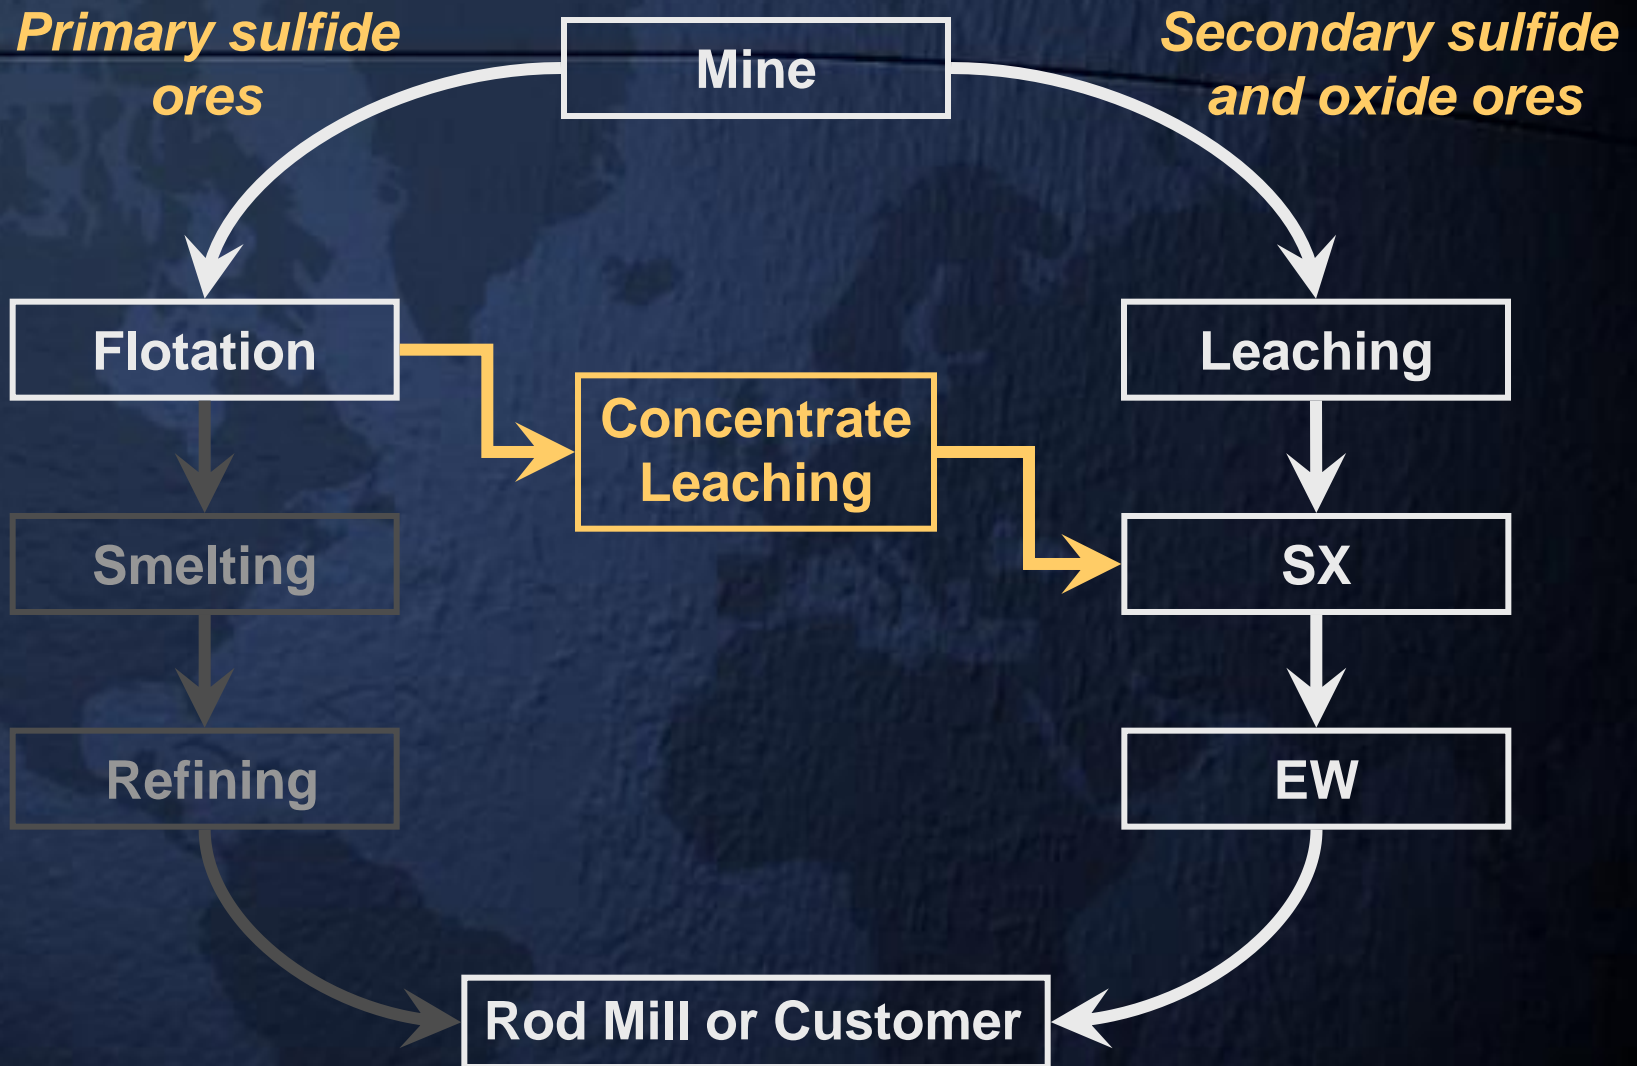 Primary sulfide
ores
Mine
Secondary sulfide
and oxide ores
Flotation
Concentrate
Leaching
Leaching
Smelting
SX
Refining
EW
Rod Mill or Customer